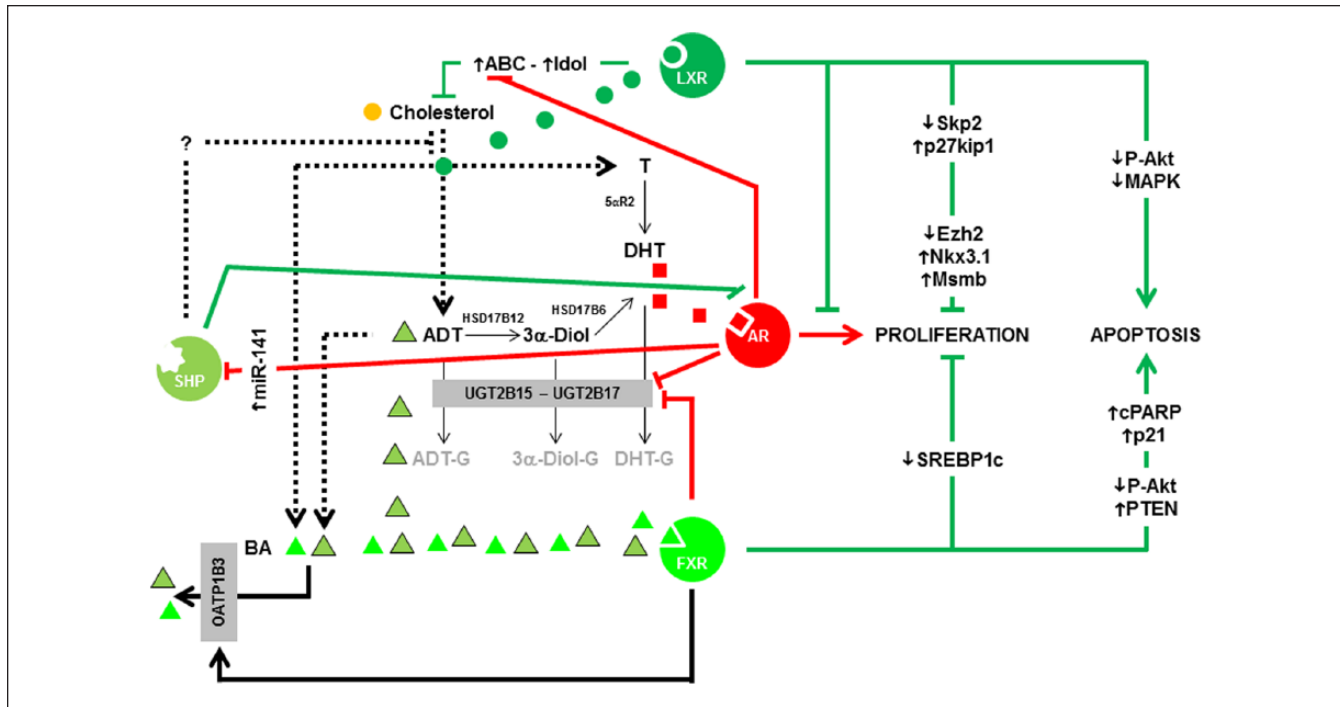 ↑ABC - ↑Idol
LXR
Cholesterol
?
T
↓Skp2
↑p27kip1
↓P-Akt
↓MAPK
5αR2
DHT
↓Ezh2
↑Nkx3.1
↑Msmb
HSD17B12
HSD17B6
ADT
3α-Diol
AR
PROLIFERATION
APOPTOSIS
SHP
↑miR-141
UGT2B15 – UGT2B17
↑cPARP
↑p21
ADT-G
3α-Diol-G
DHT-G
↓SREBP1c
↓P-Akt
↑PTEN
BA
FXR
OATP1B3